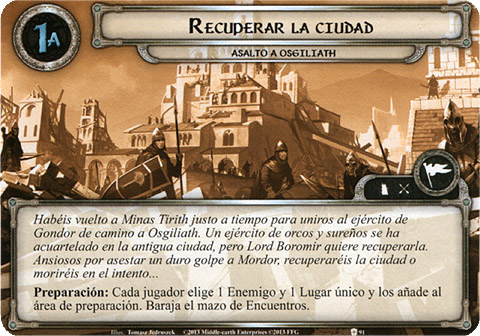 1A
Recuperar la ciudad
Asalto a Osgiliath
Habéis vuelto a Minas Tirith justo a tiempo para uniros al ejército de
Gondor de camino a Osgiliath. Un ejército de orcos y sureños se ha
acuartelado en la antigua ciudad, pero Lord Boromir quiere recuperarla.
Ansiosos por asestar un duro golpe a Mordor, recuperaréis la ciudad o
moriréis en el intento...
Preparación: Cada jugador elige 1 Enemigo y 1 Lugar único y los añade al
área de preparación. Baraja el mazo de Encuentros.
Illus. Tomasz Jedruszek ©2013 Middle-earth Enterprises ©2013 FFG 91